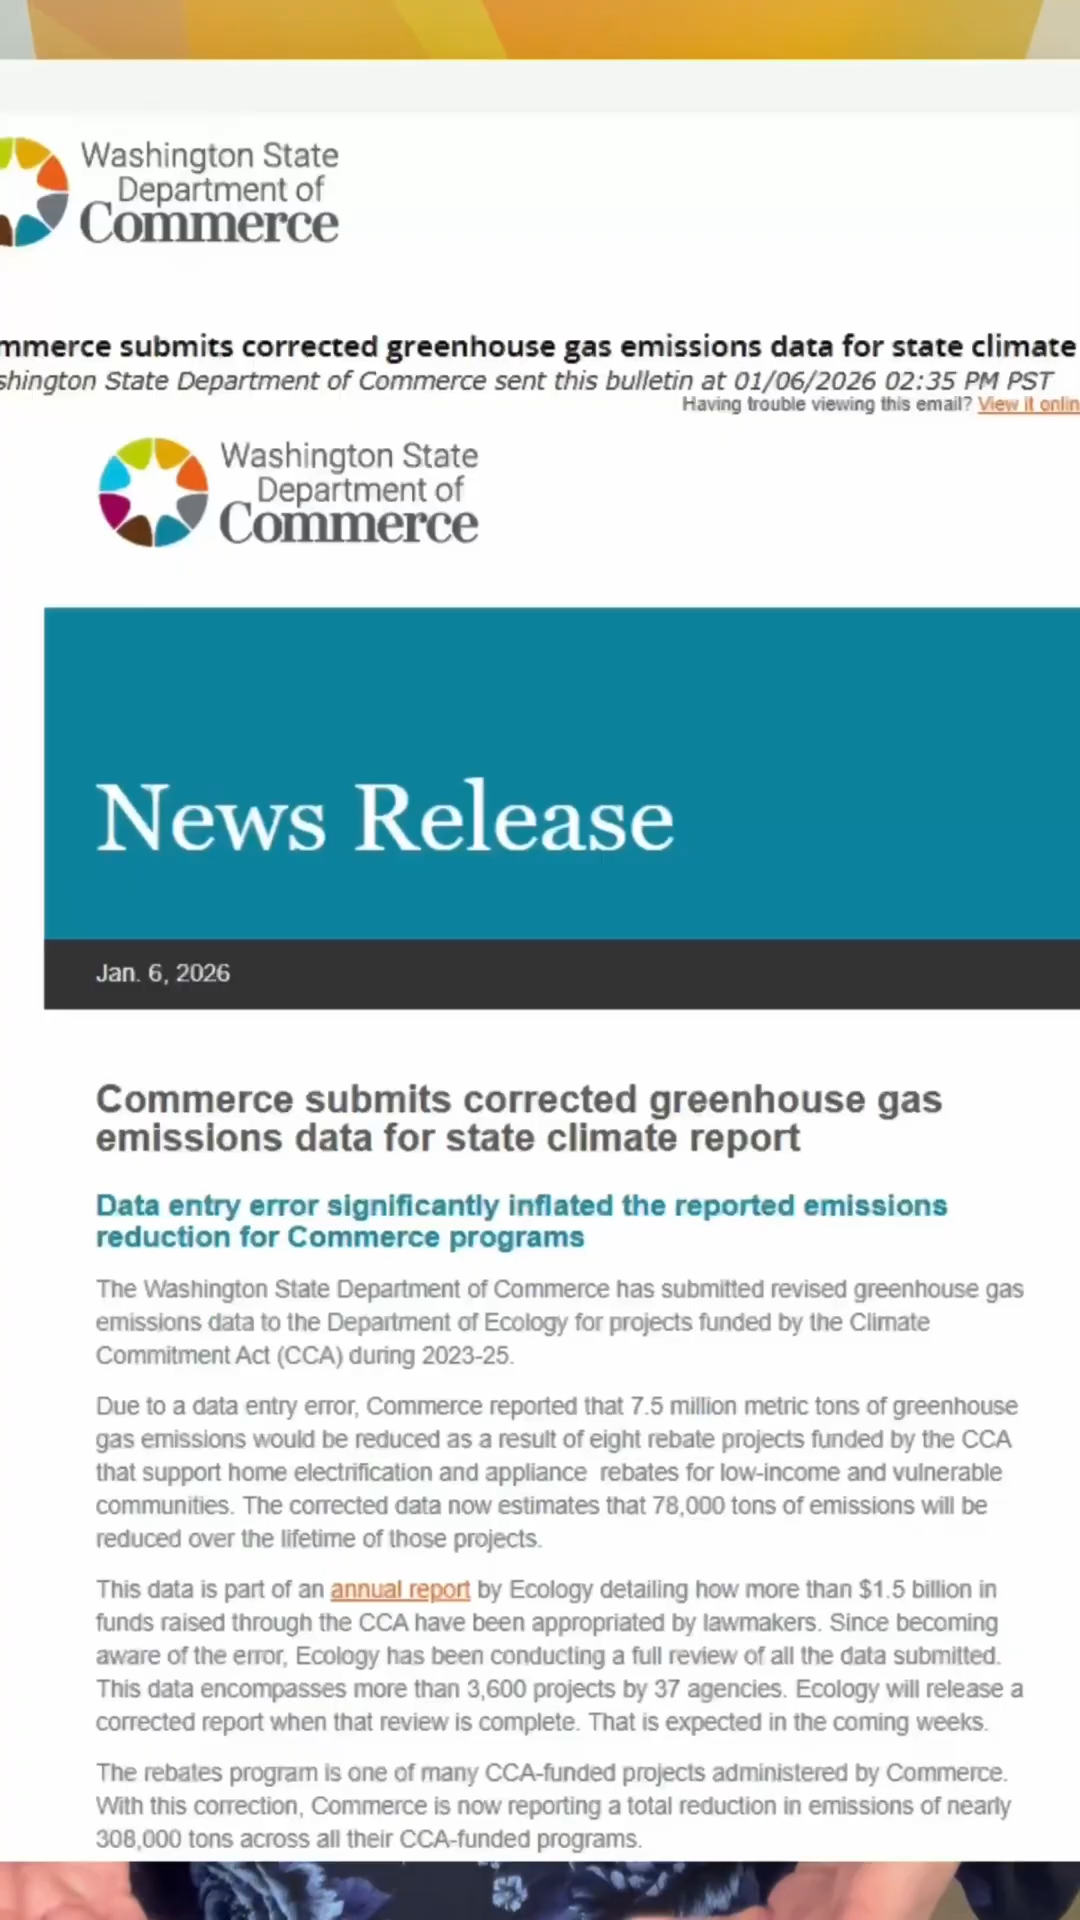 Washington State
Department of
Commerce
mmerce submits corrected greenhouse gas emissions data for state climate
shington State Department of Commerce sent this bulletin at 01/06/2026 02:35 PM PST
Having trouble viewing this email? View it onlin
Washington State
Department of
Commerce
News Release
Jan. 6, 2026
Commerce submits corrected greenhouse gas
emissions data for state climate report
Data entry error significantly inflated the reported emissions
reduction for Commerce programs
The Washington State Department of Commerce has submitted revised greenhouse gas
emissions data to the Department of Ecology for projects funded by the Climate
Commitment Act (CCA) during 2023-25.
Due to a data entry error, Commerce reported that 7.5 million metric tons of greenhouse
gas emissions would be reduced as a result of eight rebate projects funded by the CCA
that support home electrification and appliance rebates for low-income and vulnerable
communities. The corrected data now estimates that 78,000 tons of emissions will be
reduced over the lifetime of those projects.
This data is part of an annual report by Ecology detailing how more than $1.5 billion in
funds raised through the CCA have been appropriated by lawmakers. Since becoming
aware of the error, Ecology has been conducting a full review of all the data submitted.
This data encompasses more than 3,600 projects by 37 agencies. Ecology will release a
corrected report when that review is complete. That is expected in the coming weeks.
The rebates program is one of many CCA-funded projects administered by Commerce.
With this correction, Commerce is now reporting a total reduction in emissions of nearly
308,000 tons across all their CCA-funded programs.